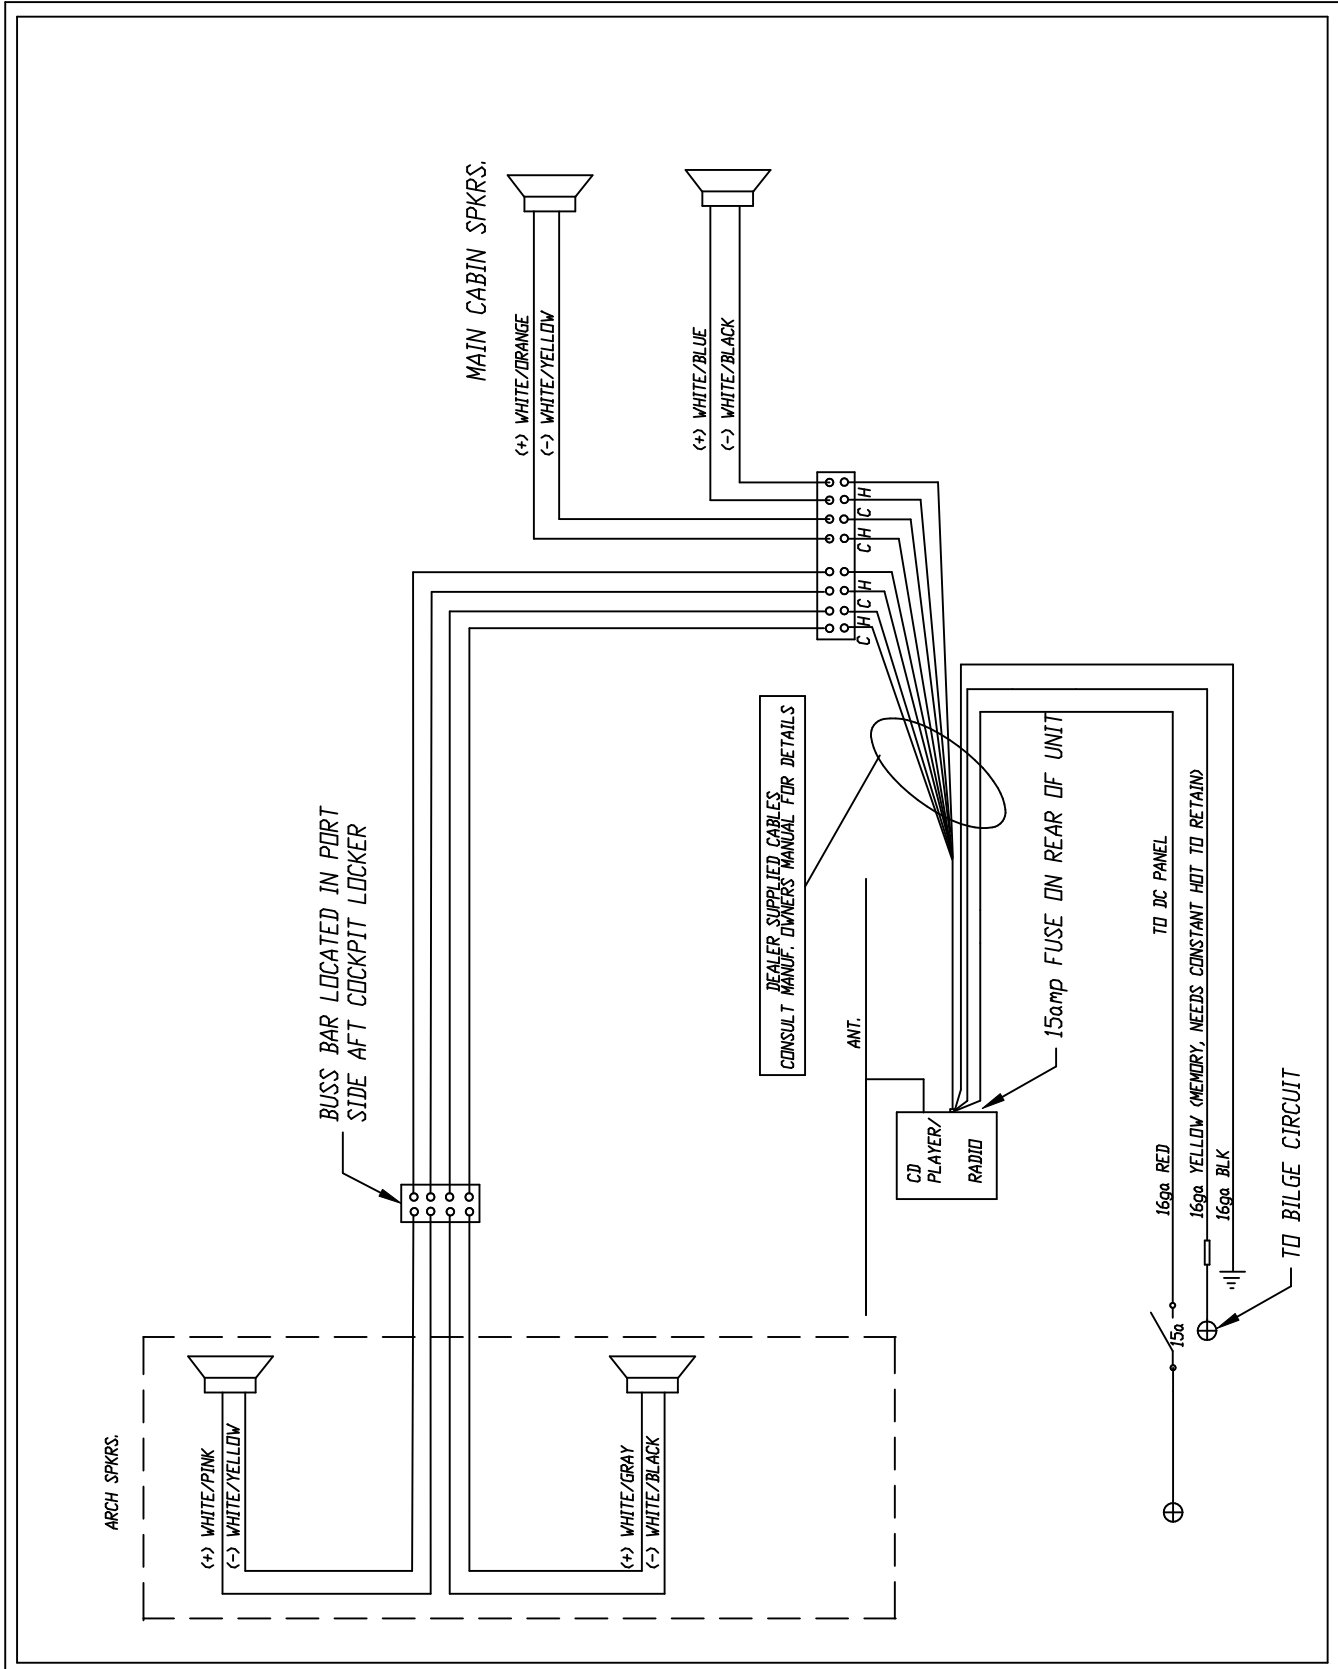 MAIN CABIN SPKRS.
(+) WHITE/ORANGE
(-) WHITE/YELLOW
(+) WHITE/BLUE
(-) WHITE/BLACK
C H C H
C H C H
BUSS BAR LOCATED IN PORT
SIDE AFT COCKPIT LOCKER
DEALER SUPPLIED CABLES
CONSULT MANUF. OWNERS MANUAL FOR DETAILS
ANT.
CD
PLAYER/
RADIO
15amp FUSE ON REAR OF UNIT
TO DC PANEL
16ga RED
16ga YELLOW (MEMORY, NEEDS CONSTANT HOT TO RETAIN)
16ga BLK
TO BILGE CIRCUIT
15a
ARCH SPKRS.
(+) WHITE/PINK
(-) WHITE/YELLOW
(+) WHITE/GRAY
(-) WHITE/BLACK